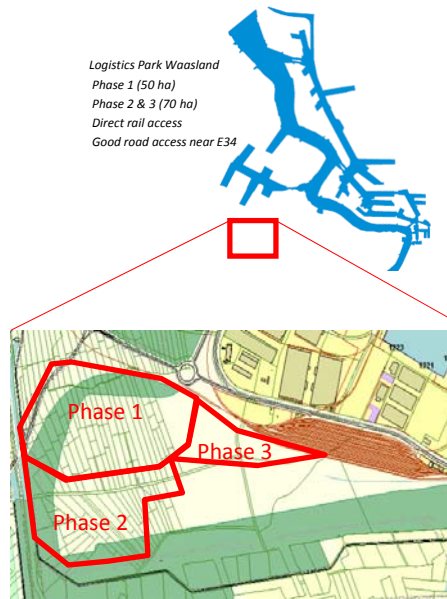 Logistics Park Waasland
Phase 1 (50 ha)
Phase 2 & 3 (70 ha)
Direct rail access
Good road access near E34
1223
Phase 1
Phase 3
Phase 2